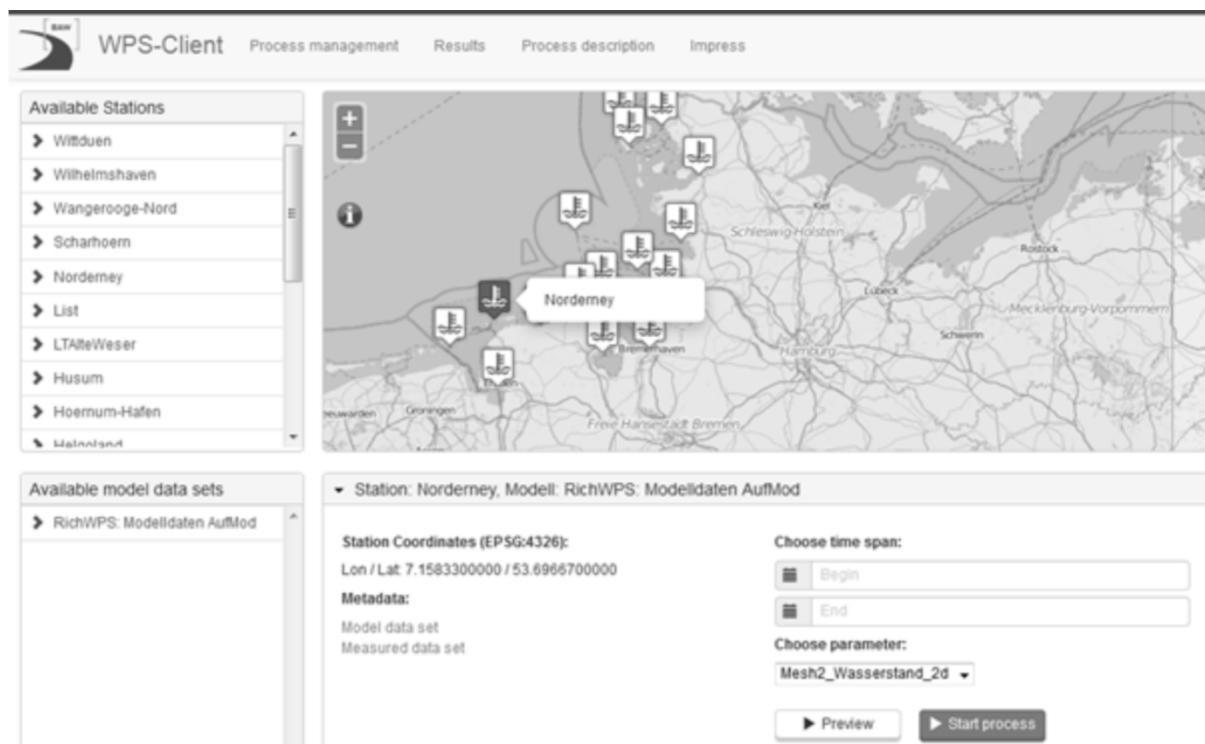 BAW
WPS-Client
Process management
Results
Process description
Impress
Available Stations
Wittduen
Wilhelmshaven
Wangerooge-Nord
Scharhoern
Norderney
List
LTAlteWeser
Husum
Hoernum-Hafen
Helgoland
+
−
i
Kiel
Schleswig-Holstein
Rostock
Lübeck
Mecklenburg-Vorpommern
Norderney
Schwerin
Bremerhaven
Hamburg
Emden
Groningen
Freie Hansestadt Bremen
Available model data sets
RichWPS: Modelldaten AufMod
Station: Norderney, Modell: RichWPS: Modelldaten AufMod
Station Coordinates (EPSG:4326):
Lon / Lat: 7.1583300000 / 53.6966700000
Metadata:
Model data set
Measured data set
Choose time span:
Begin
End
Choose parameter:
Mesh2_Wasserstand_2d
Preview
Start process